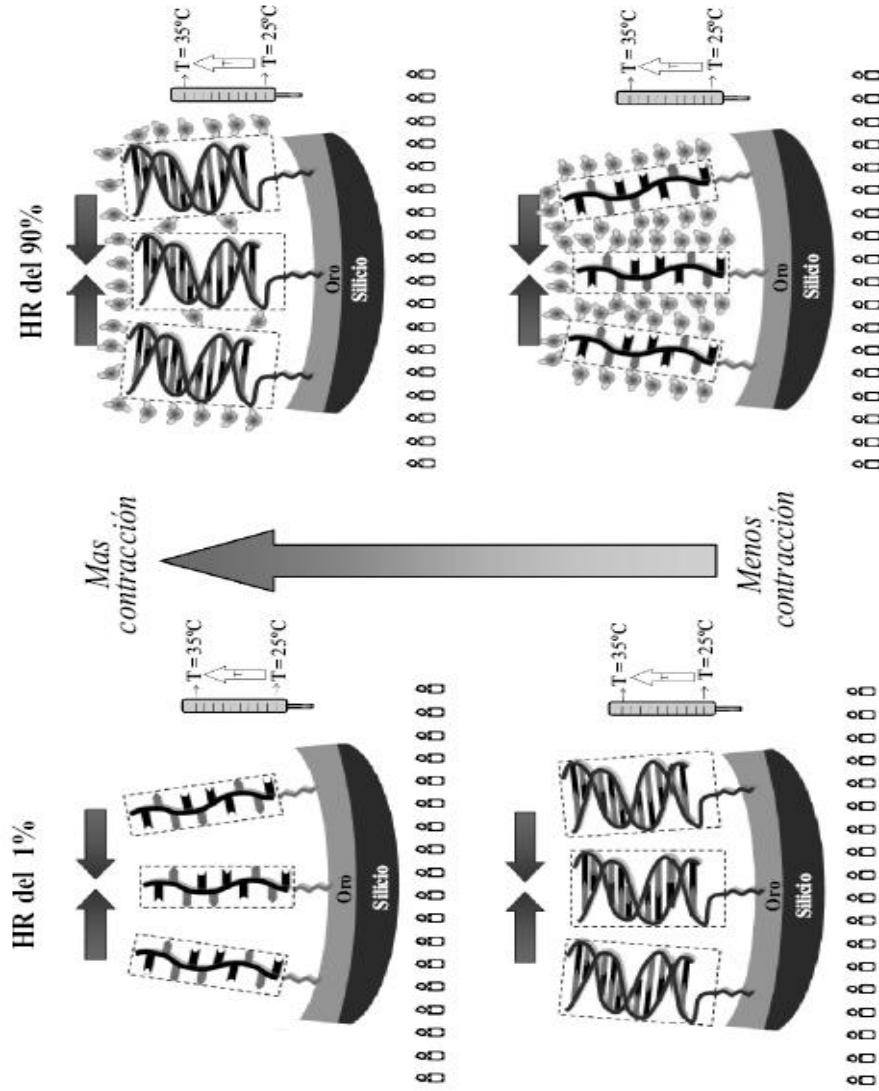 HR del 1%
HR del 90%
T = 35ºC
T
T = 25ºC
Oro
Silicio
Mas
contracción
T = 35ºC
T
T = 25ºC
Oro
Silicio
T = 35ºC
T
T = 25ºC
Oro
Silicio
Menos
contracción
T = 35ºC
T
T = 25ºC
Oro
Silicio